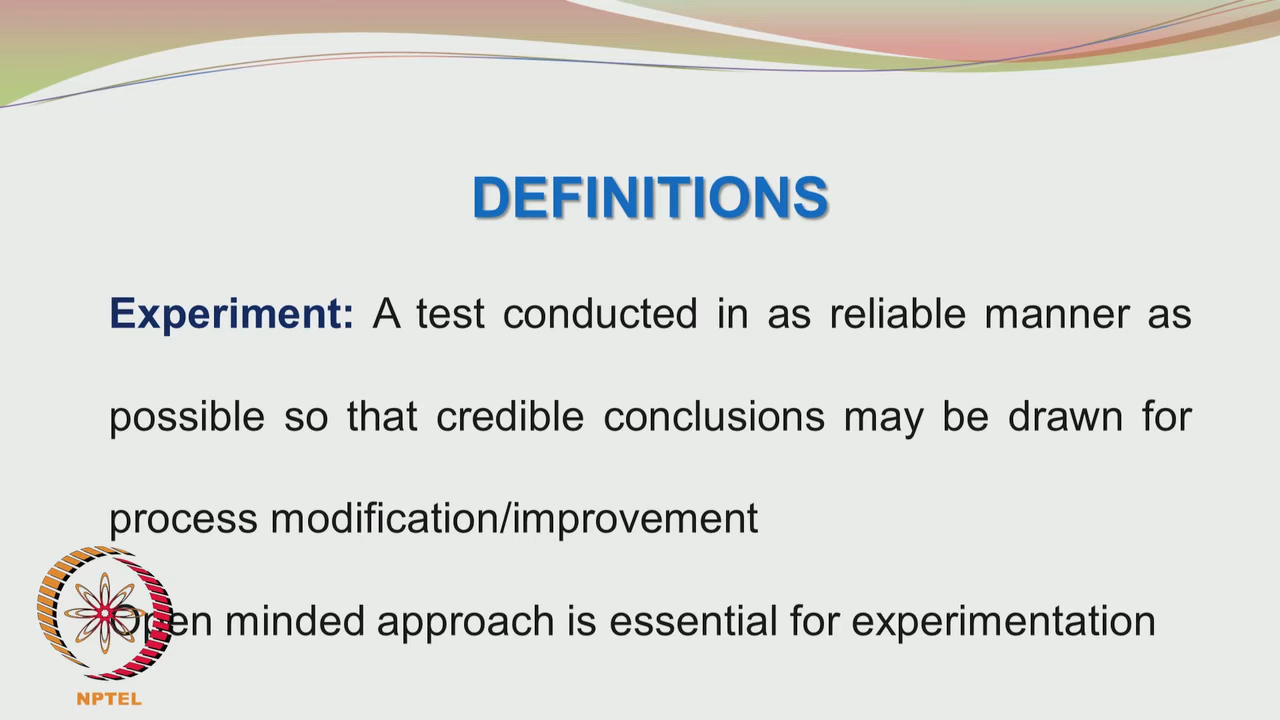 DEFINITIONS
Experiment: A test conducted in as reliable manner as
possible so that credible conclusions may be drawn for
process modification/improvement
Open minded approach is essential for experimentation
NPTEL